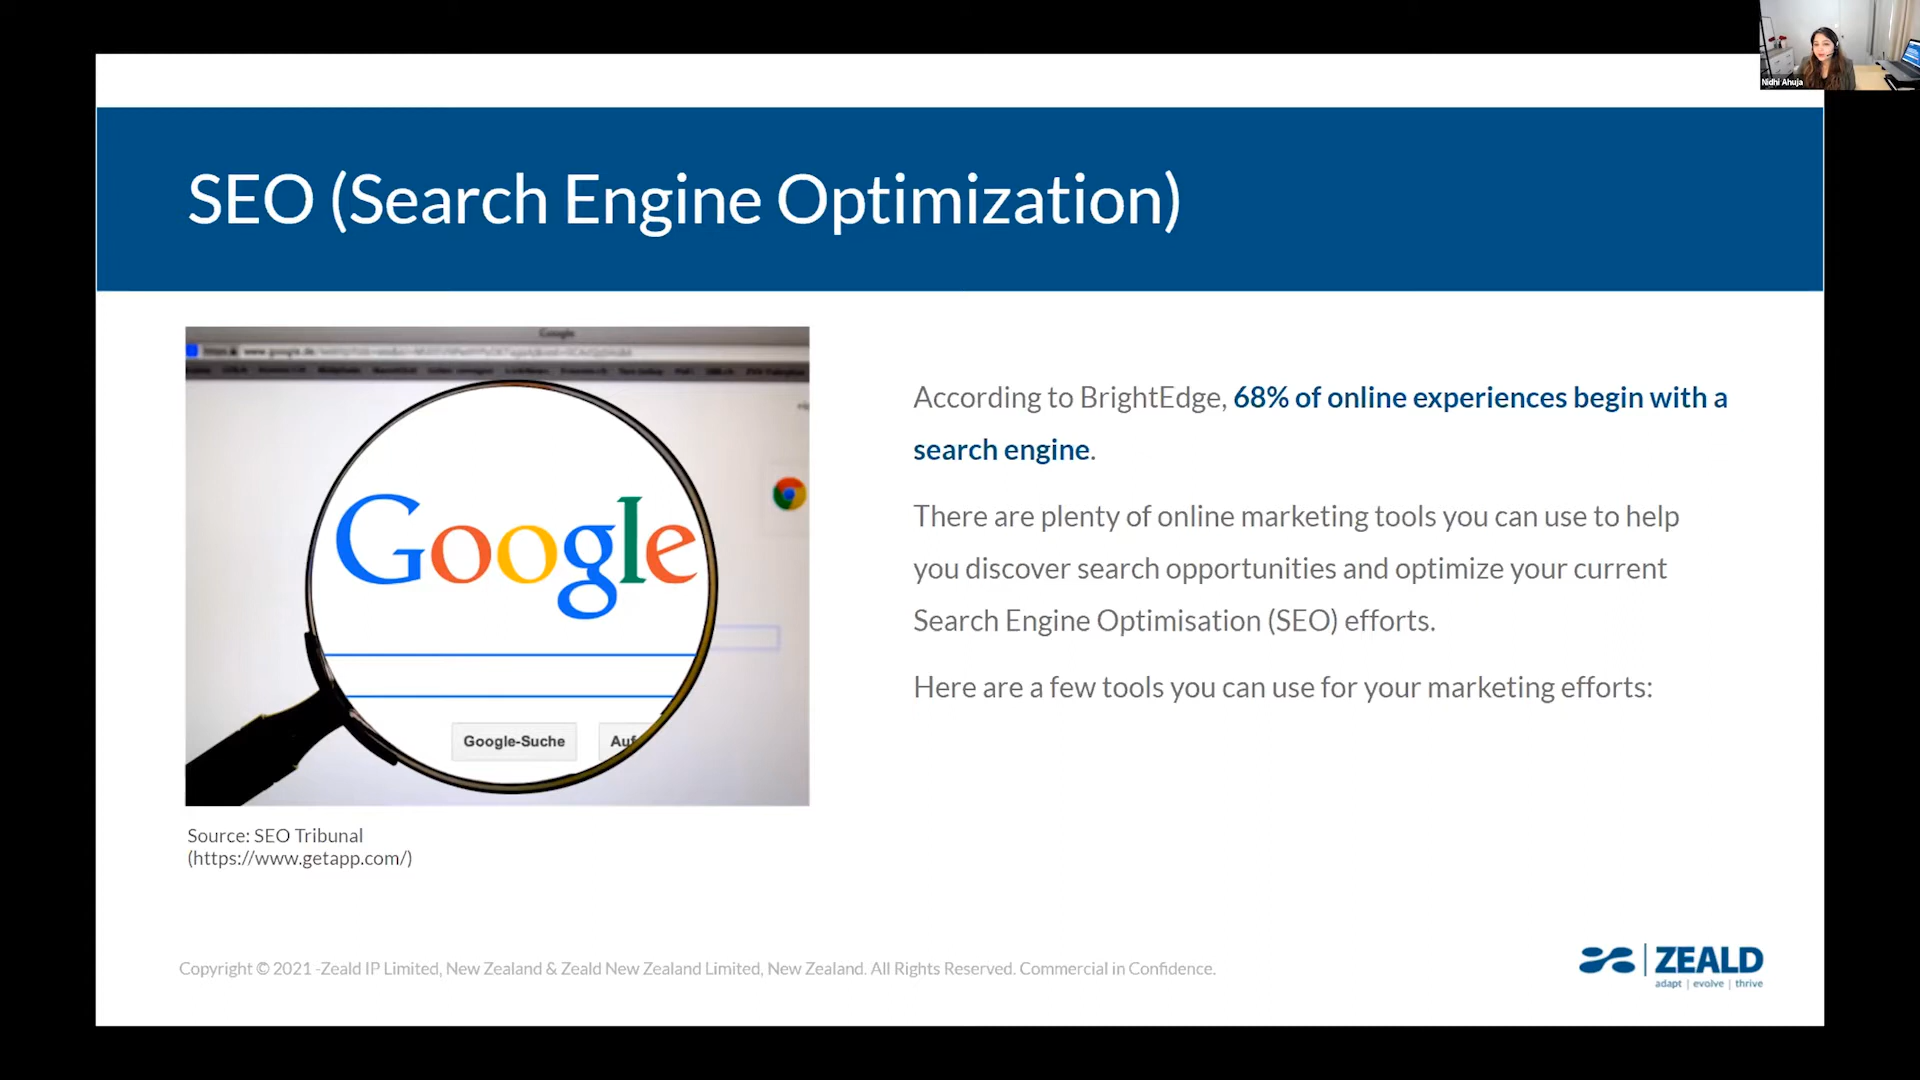 Nidhi Ahuja
SEO (Search Engine Optimization)
Google
Google
Google-Suche
Auf
According to BrightEdge, 68% of online experiences begin with a
search engine.
There are plenty of online marketing tools you can use to help
you discover search opportunities and optimize your current
Search Engine Optimisation (SEO) efforts.
Here are a few tools you can use for your marketing efforts:
Source: SEO Tribunal
(https://www.getapp.com/)
Copyright © 2021 -Zeald IP Limited, New Zealand & Zeald New Zealand Limited, New Zealand. All Rights Reserved. Commercial in Confidence.
ZEALD
adapt | evolve | thrive